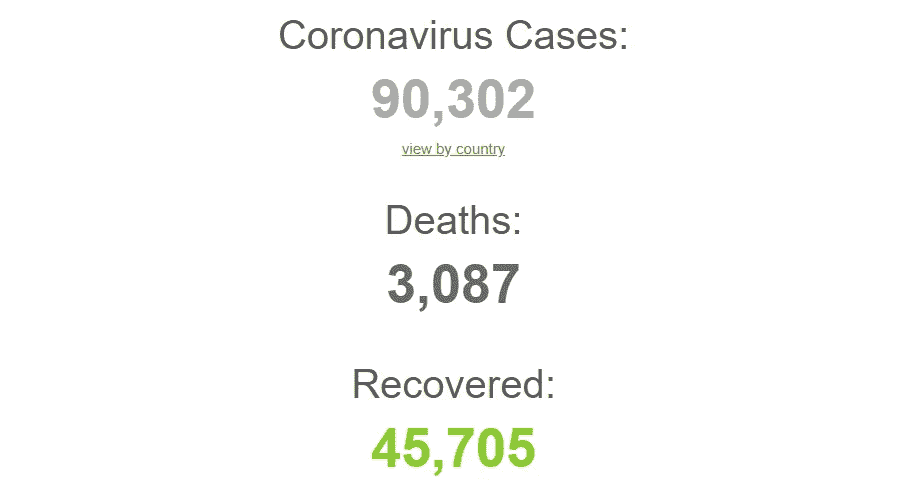 Coronavirus Cases:
90,302
view by country
Deaths:
3,087
Recovered:
45,705